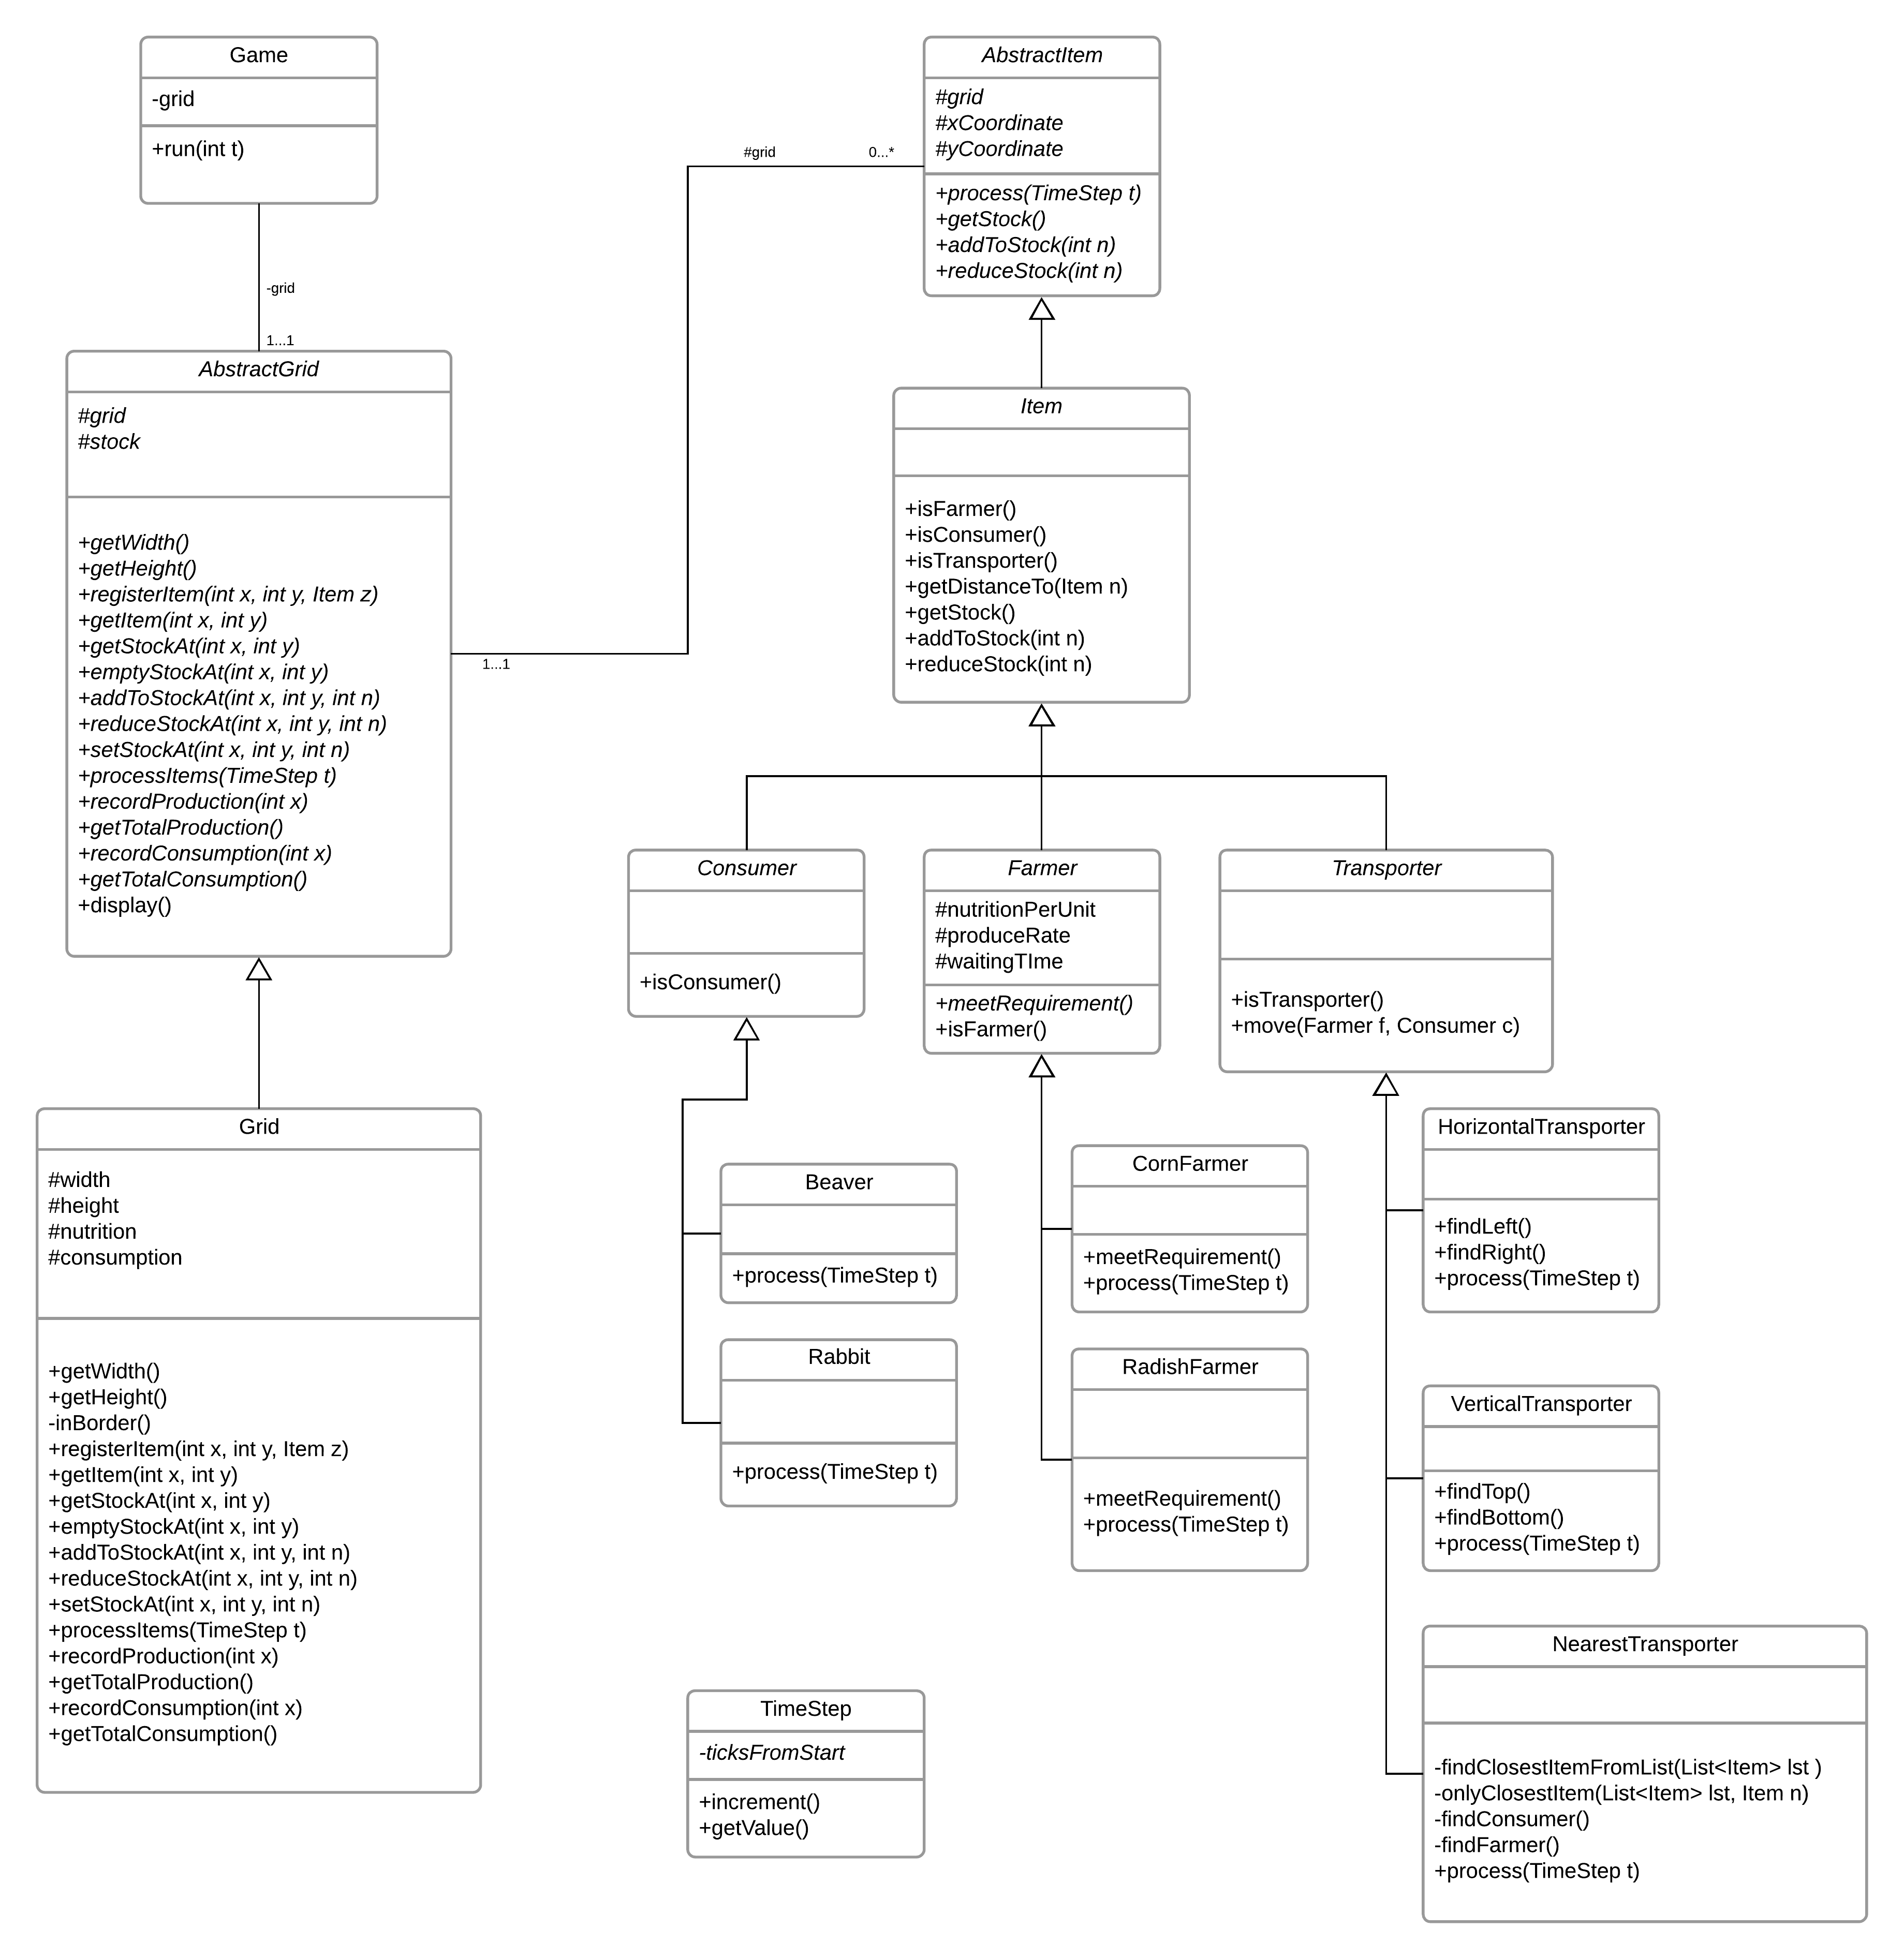 Game
-grid
+run(int t)
-grid
1...1
AbstractGrid
#grid
#stock
+getWidth()
+getHeight()
+registerItem(int x, int y, Item z)
+getItem(int x, int y)
+getStockAt(int x, int y)
+emptyStockAt(int x, int y)
+addToStockAt(int x, int y, int n)
+reduceStockAt(int x, int y, int n)
+setStockAt(int x, int y, int n)
+processItems(TimeStep t)
+recordProduction(int x)
+getTotalProduction()
+recordConsumption(int x)
+getTotalConsumption()
+display()
1...1
#grid
0...*
Grid
#width
#height
#nutrition
#consumption
+getWidth()
+getHeight()
-inBorder()
+registerItem(int x, int y, Item z)
+getItem(int x, int y)
+getStockAt(int x, int y)
+emptyStockAt(int x, int y)
+addToStockAt(int x, int y, int n)
+reduceStockAt(int x, int y, int n)
+setStockAt(int x, int y, int n)
+processItems(TimeStep t)
+recordProduction(int x)
+getTotalProduction()
+recordConsumption(int x)
+getTotalConsumption()
AbstractItem
#grid
#xCoordinate
#yCoordinate
+process(TimeStep t)
+getStock()
+addToStock(int n)
+reduceStock(int n)
Item
+isFarmer()
+isConsumer()
+isTransporter()
+getDistanceTo(Item n)
+getStock()
+addToStock(int n)
+reduceStock(int n)
Consumer
+isConsumer()
Farmer
#nutritionPerUnit
#produceRate
#waitingTIme
+meetRequirement()
+isFarmer()
Transporter
+isTransporter()
+move(Farmer f, Consumer c)
Beaver
+process(TimeStep t)
Rabbit
+process(TimeStep t)
CornFarmer
+meetRequirement()
+process(TimeStep t)
RadishFarmer
+meetRequirement()
+process(TimeStep t)
HorizontalTransporter
+findLeft()
+findRight()
+process(TimeStep t)
VerticalTransporter
+findTop()
+findBottom()
+process(TimeStep t)
NearestTransporter
-findClosestItemFromList(List<Item> lst )
-onlyClosestItem(List<Item> lst, Item n)
-findConsumer()
-findFarmer()
+process(TimeStep t)
TimeStep
-ticksFromStart
+increment()
+getValue()